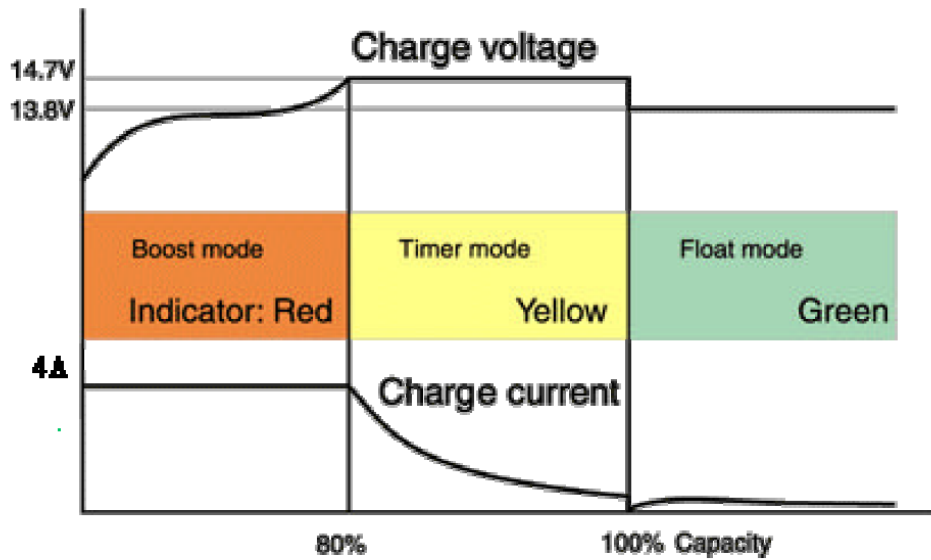 Charge voltage
14.7V
13.8V
Boost mode
Timer mode
Float mode
Indicator: Red
Yellow
Green
4A
Charge current
80%
100% Capacity